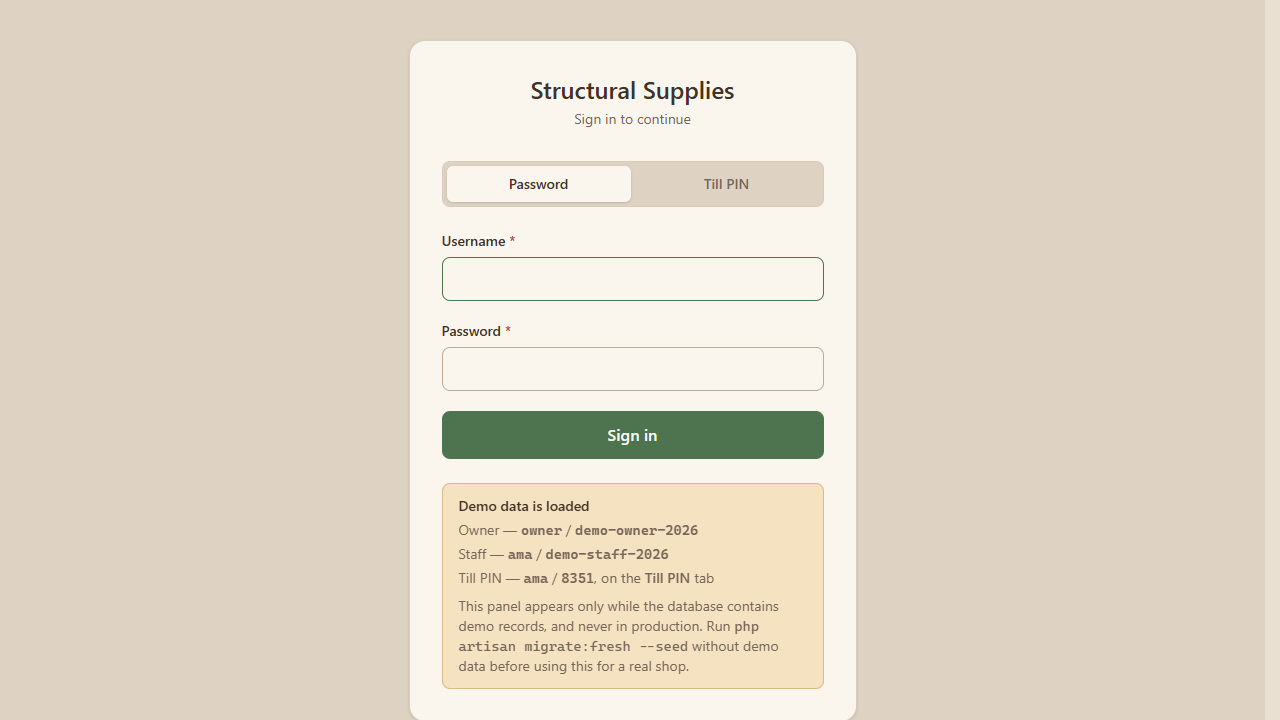 Structural Supplies
Sign in to continue
Password
Till PIN
Username *
Password *
Sign in
Demo data is loaded
Owner — owner / demo-owner-2026
Staff — ama / demo-staff-2026
Till PIN — ama / 8351, on the Till PIN tab
This panel appears only while the database contains
demo records, and never in production. Run php
artisan migrate:fresh --seed without demo
data before using this for a real shop.